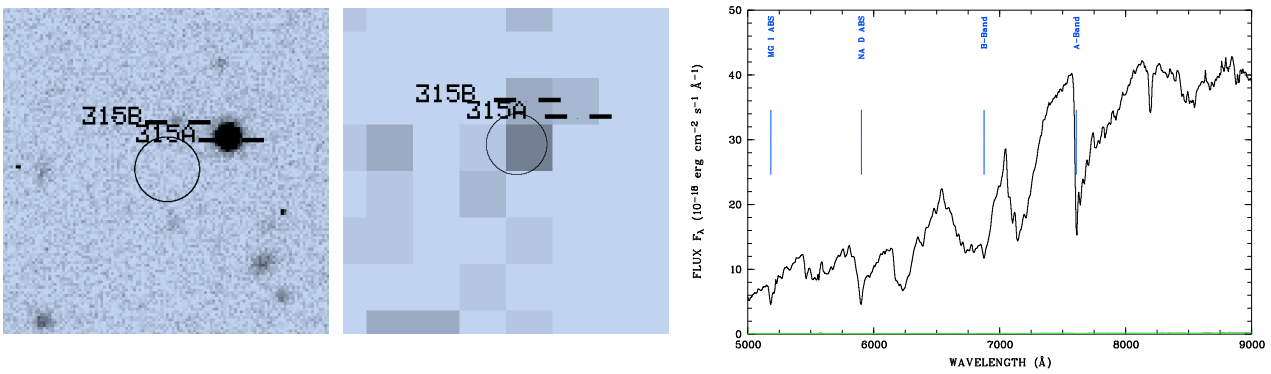 315B
315A
315B
315A
MG I ABS
NA D ABS
B-Band
A-Band
50
40
30
20
10
0
FLUX Fλ (10⁻¹⁸ erg cm⁻² s⁻¹ Å⁻¹)
5000 6000 7000 8000 9000
WAVELENGTH (Å)